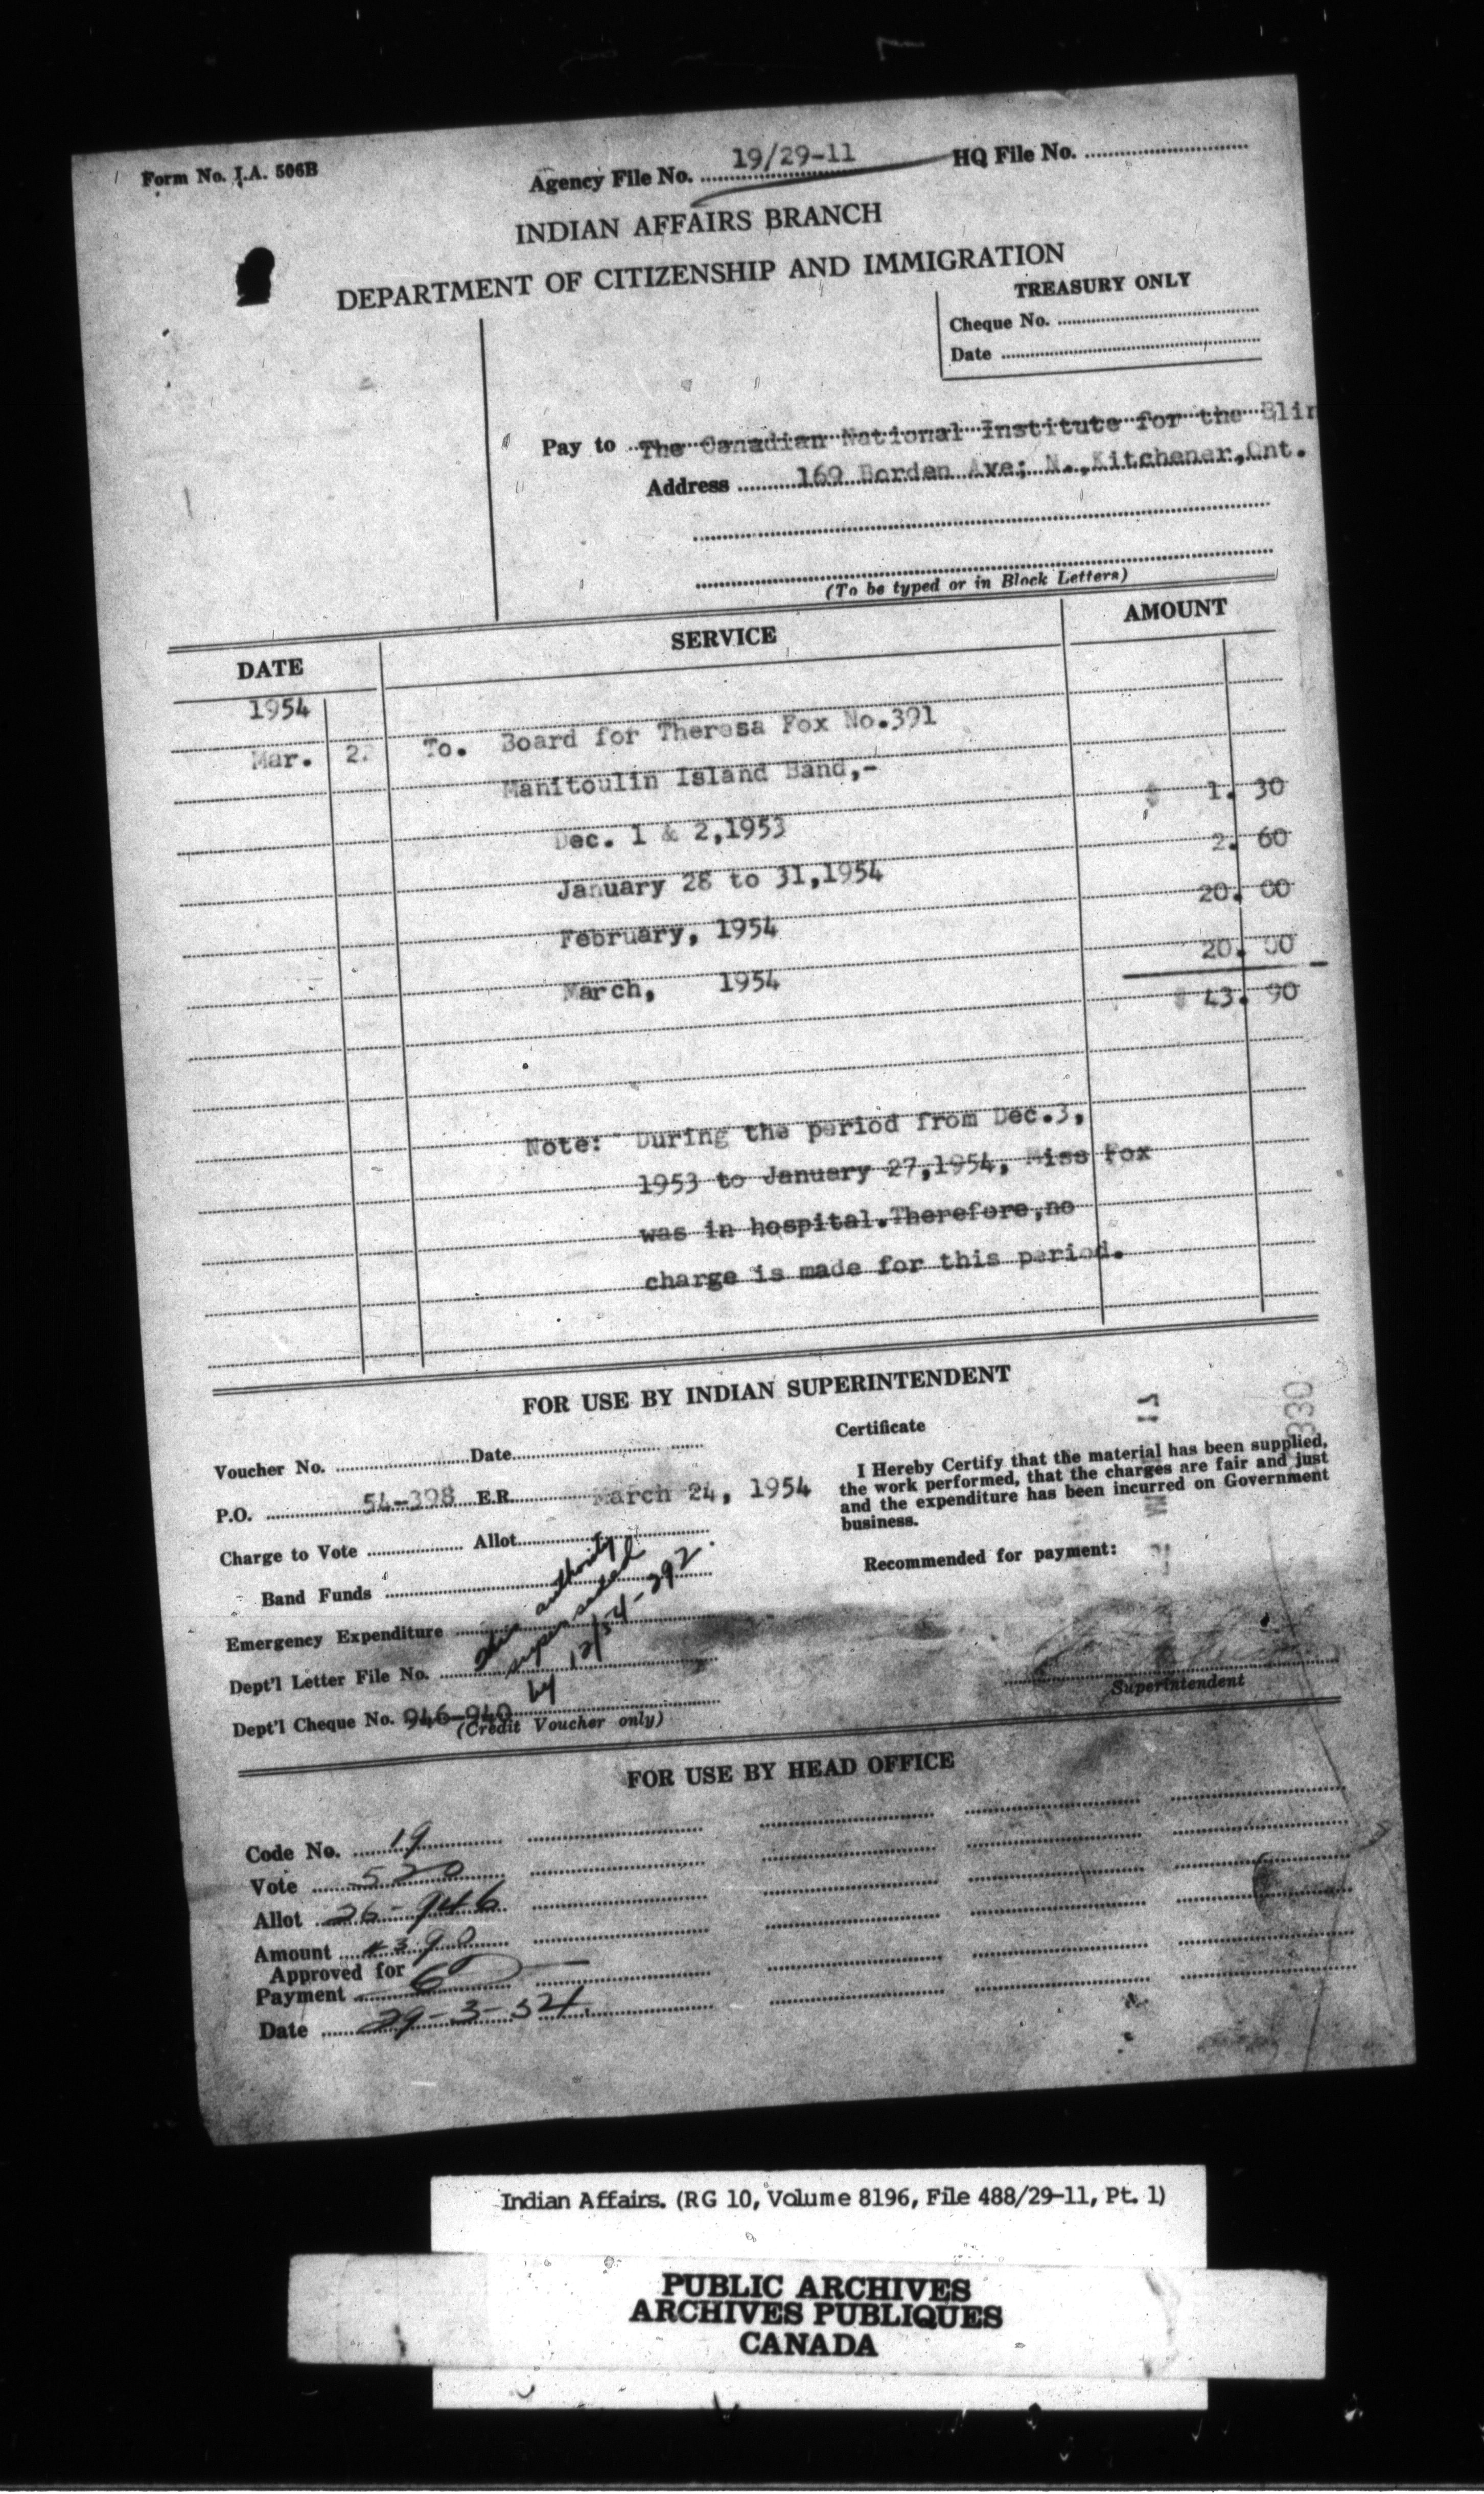 Form No. I.A. 506B
Agency File No. 19/29-11 HQ File No.
INDIAN AFFAIRS BRANCH
DEPARTMENT OF CITIZENSHIP AND IMMIGRATION
TREASURY ONLY
Cheque No.
Date
Pay to The Canadian National Institute for the Blin
Address 169 Borden Ave; N., Kitchener, Ont.
(To be typed or in Block Letters)
DATE SERVICE AMOUNT
1954
Mar. 2 To. Board for Theresa Fox No.391
Manitoulin Island Band,-
Dec. 1 & 2,1953 $ 1. 30
January 28 to 31,1954 2. 60
February, 1954 20. 00
March, 1954 20. 00
$ 43. 90
Note: During the period from Dec.3,
1953 to January 27,1954, Miss Fox
was in hospital.Therefore,no
charge is made for this period.
FOR USE BY INDIAN SUPERINTENDENT
Voucher No. Date
P.O. 54-398 E.R. March 24, 1954
Charge to Vote Allot
Band Funds
Emergency Expenditure
Dept'l Letter File No.
Dept'l Cheque No. 946-940
(Credit Voucher only)
authority
superseded
by 12/54-392.
Certificate
I Hereby Certify that the material has been supplied,
the work performed, that the charges are fair and just
and the expenditure has been incurred on Government
business.
Recommended for payment:
Superintendent
330
FOR USE BY HEAD OFFICE
Code No. 19
Vote 520
Allot 26-946
Amount 43 90
Approved for
Payment
Date 29-3-54
Indian Affairs. (RG 10, Volume 8196, File 488/29-11, Pt. 1)
PUBLIC ARCHIVES
ARCHIVES PUBLIQUES
CANADA